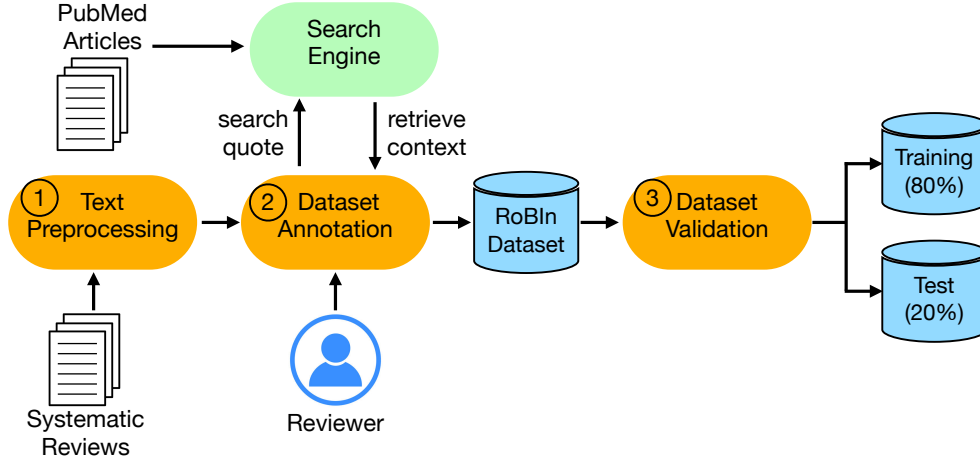 PubMed
Articles
Search
Engine
search
quote
retrieve
context
1
Text
Preprocessing
2
Dataset
Annotation
RoBIn
Dataset
3
Dataset
Validation
Training
(80%)
Test
(20%)
Systematic
Reviews
Reviewer